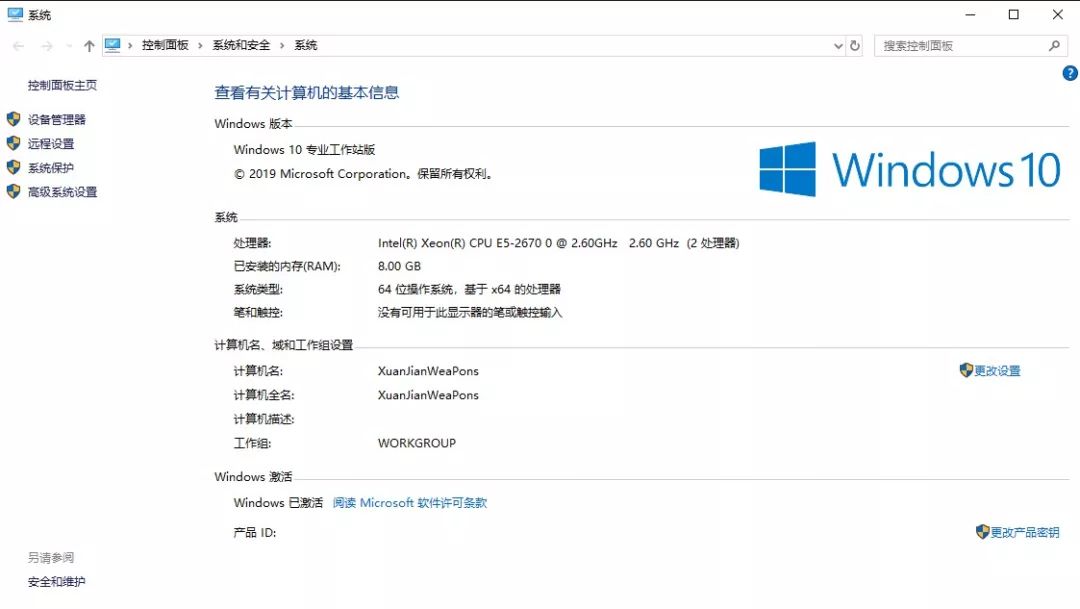 系统
控制面板 › 系统和安全 › 系统
搜索控制面板
?
控制面板主页
设备管理器
远程设置
系统保护
高级系统设置
查看有关计算机的基本信息
Windows 版本
Windows 10 专业工作站版
© 2019 Microsoft Corporation。保留所有权利。
Windows 10
系统
处理器: Intel(R) Xeon(R) CPU E5-2670 0 @ 2.60GHz 2.60 GHz (2 处理器)
已安装的内存(RAM): 8.00 GB
系统类型: 64 位操作系统，基于 x64 的处理器
笔和触控: 没有可用于此显示器的笔或触控输入
计算机名、域和工作组设置
计算机名: XuanJianWeaPons 更改设置
计算机全名: XuanJianWeaPons
计算机描述:
工作组: WORKGROUP
Windows 激活
Windows 已激活 阅读 Microsoft 软件许可条款
产品 ID: 更改产品密钥
另请参阅
安全和维护